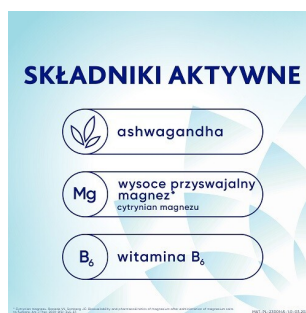 SKŁADNIKI AKTYWNE
ashwagandha
Mg
wysoce przyswajalny
magnez*
cytrynian magnezu
B₆
witamina B₆